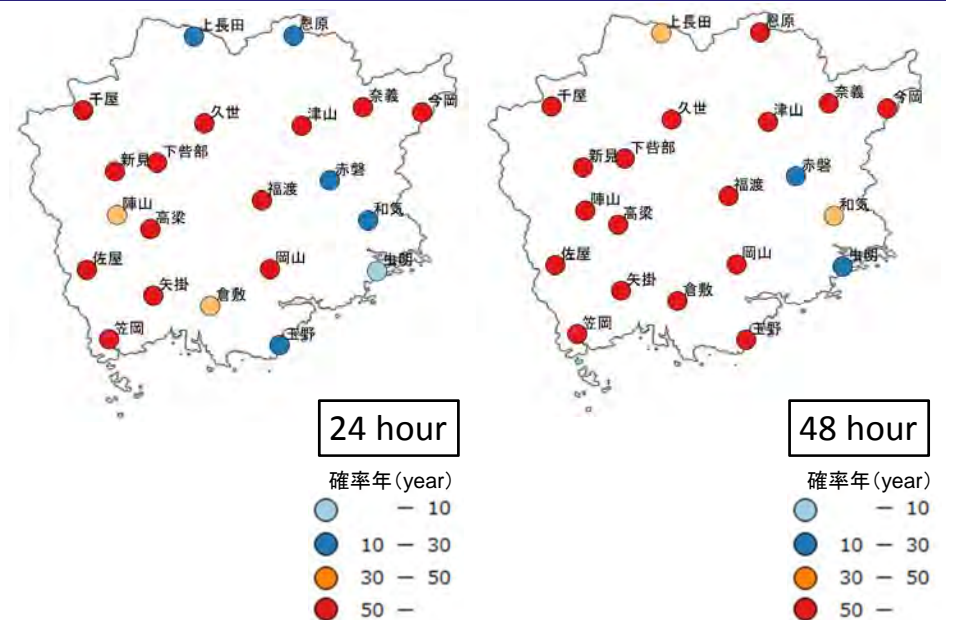 上長田
恩原
千屋
久世
津山
奈義
今岡
新見
下呰部
赤磐
福渡
陣山
高梁
和気
佐屋
岡山
虫明
矢掛
倉敷
笠岡
玉野
24 hour
確率年(year)
― 10
10 ― 30
30 ― 50
50 ―
上長田
恩原
千屋
久世
津山
奈義
今岡
新見
下呰部
赤磐
福渡
陣山
高梁
和気
佐屋
岡山
虫明
矢掛
倉敷
笠岡
玉野
48 hour
確率年(year)
― 10
10 ― 30
30 ― 50
50 ―